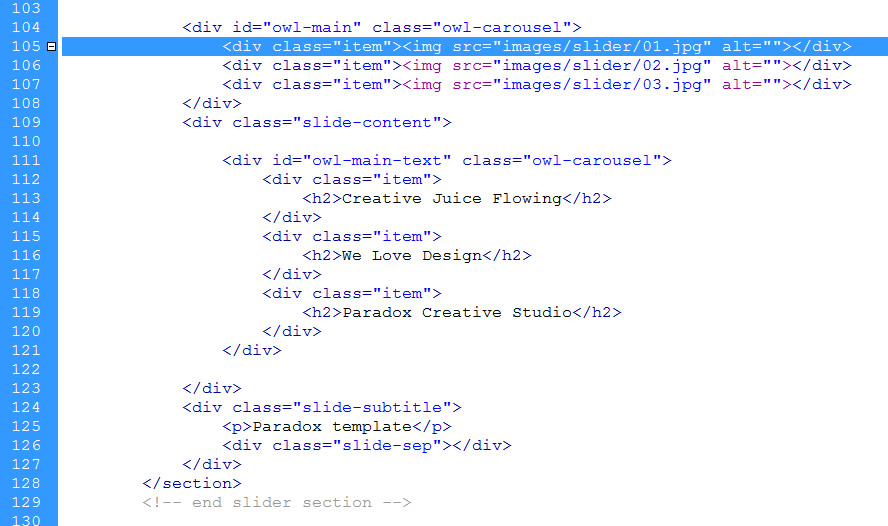 103
104 <div id="owl-main" class="owl-carousel">
105 <div class="item"><img src="images/slider/01.jpg" alt=""></div>
106 <div class="item"><img src="images/slider/02.jpg" alt=""></div>
107 <div class="item"><img src="images/slider/03.jpg" alt=""></div>
108 </div>
109 <div class="slide-content">
110
111 <div id="owl-main-text" class="owl-carousel">
112 <div class="item">
113 <h2>Creative Juice Flowing</h2>
114 </div>
115 <div class="item">
116 <h2>We Love Design</h2>
117 </div>
118 <div class="item">
119 <h2>Paradox Creative Studio</h2>
120 </div>
121 </div>
122
123 </div>
124 <div class="slide-subtitle">
125 <p>Paradox template</p>
126 <div class="slide-sep"></div>
127 </div>
128 </section>
129 <!-- end slider section -->
130